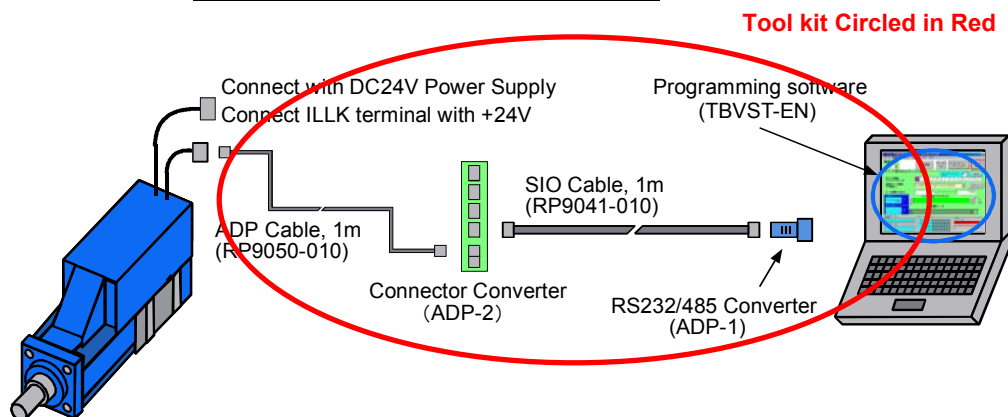 Tool kit Circled in Red
Connect with DC24V Power Supply
Connect ILLK terminal with +24V
Programming software
(TBVST-EN)
SIO Cable, 1m
(RP9041-010)
ADP Cable, 1m
(RP9050-010)
Connector Converter
（ADP-2）
RS232/485 Converter
(ADP-1)